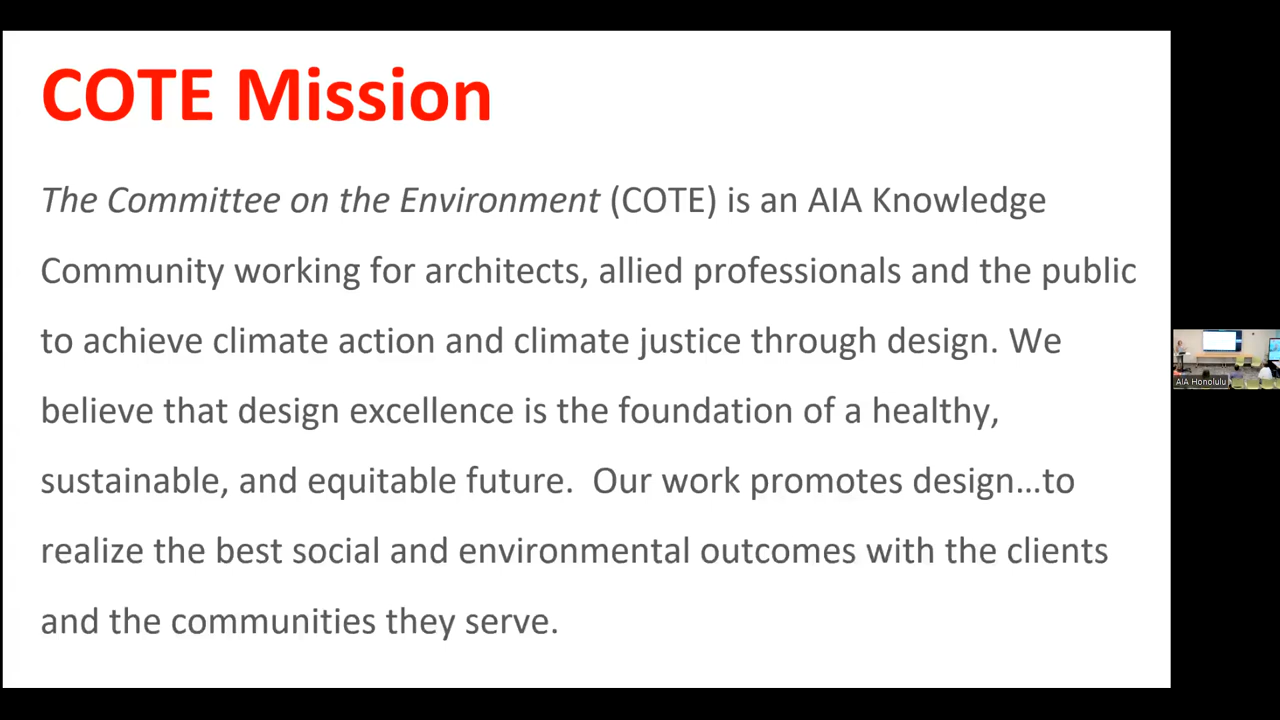 COTE Mission
The Committee on the Environment (COTE) is an AIA Knowledge
Community working for architects, allied professionals and the public
to achieve climate action and climate justice through design. We
believe that design excellence is the foundation of a healthy,
sustainable, and equitable future.  Our work promotes design…to
realize the best social and environmental outcomes with the clients
and the communities they serve.
AIA Honolulu